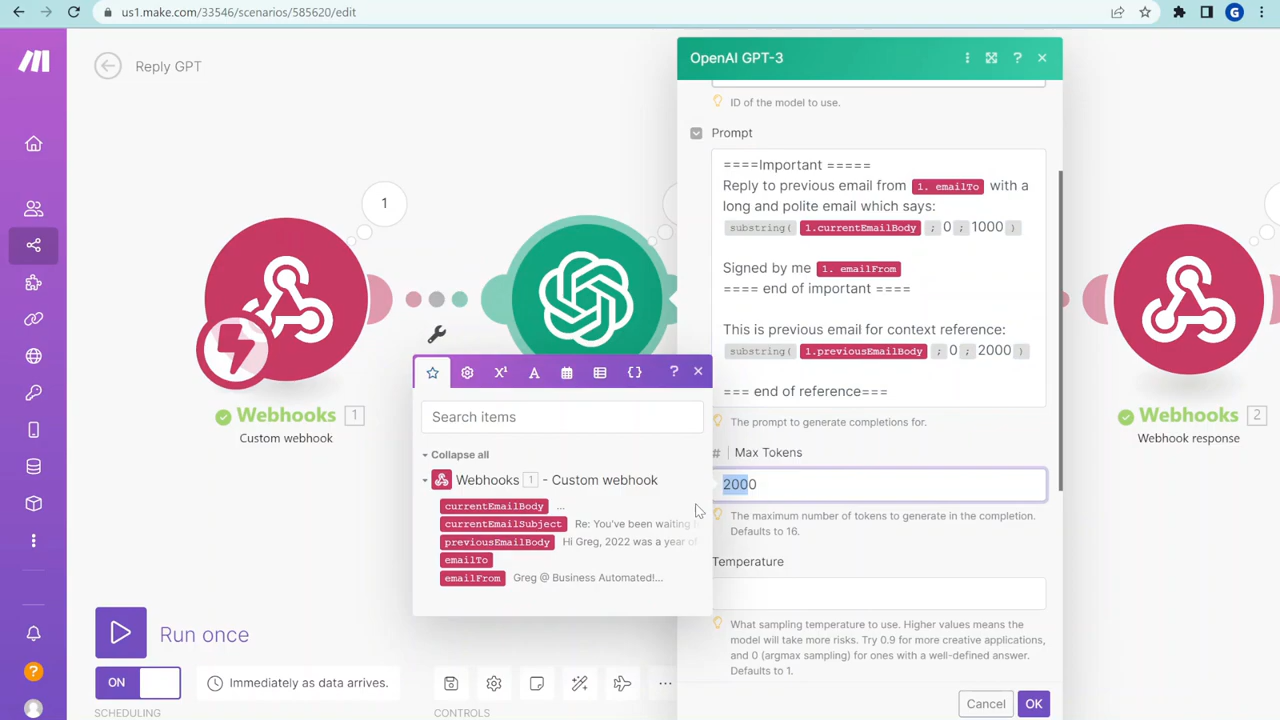 us1.make.com/33546/scenarios/585620/edit
G
Reply GPT
OpenAI GPT-3
?
ID of the model to use.
Prompt
====Important =====
Reply to previous email from 1. emailTo with a
long and polite email which says:
substring( 1.currentEmailBody ; 0 ; 1000 )
Signed by me 1. emailFrom
==== end of important ====
This is previous email for context reference:
substring( 1.previousEmailBody ; 0 ; 2000 )
=== end of reference===
The prompt to generate completions for.
# Max Tokens
2000
The maximum number of tokens to generate in the completion.
Defaults to 16.
Temperature
What sampling temperature to use. Higher values means the
model will take more risks. Try 0.9 for more creative applications,
and 0 (argmax sampling) for ones with a well-defined answer.
Defaults to 1.
Cancel
OK
1
Webhooks 1
Custom webhook
X¹
A
{}
?
Search items
Collapse all
Webhooks 1 - Custom webhook
currentEmailBody ...
currentEmailSubject Re: You've been waiting
previousEmailBody Hi Greg, 2022 was a year of
emailTo
emailFrom Greg @ Business Automated!...
Webhooks 2
Webhook response
Run once
ON
Immediately as data arrives.
SCHEDULING
CONTROLS
?